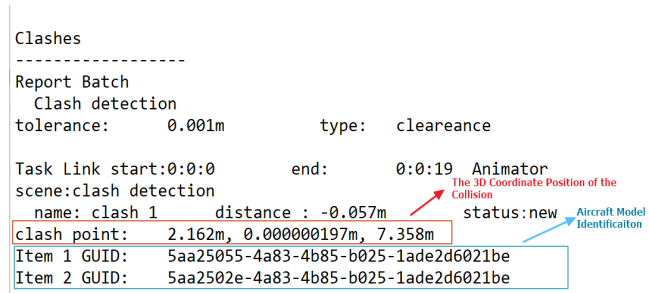 Clashes
------------------
Report Batch
Clash detection
tolerance: 0.001m type: cleareance
Task Link start:0:0:0 end: 0:0:19 Animator
The 3D Coordinate Position of the
Collision
scene:clash detection
name: clash 1 distance : -0.057m status:new
Aircraft Model
Identificaiton
clash point: 2.162m, 0.000000197m, 7.358m
Item 1 GUID: 5aa25055-4a83-4b85-b025-1ade2d6021be
Item 2 GUID: 5aa2502e-4a83-4b85-b025-1ade2d6021be